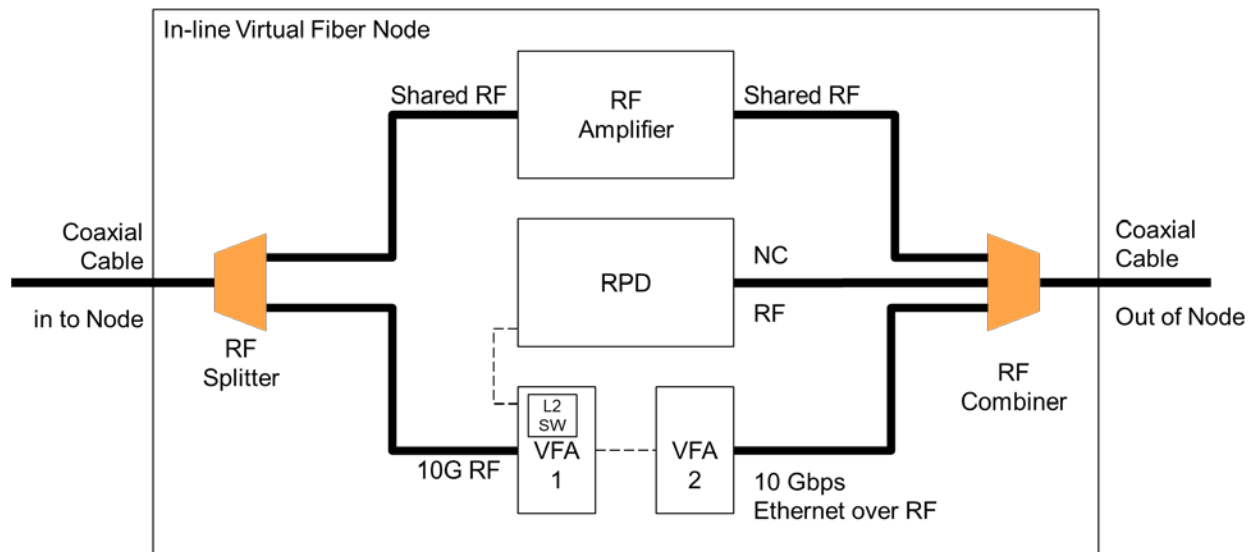 In-line Virtual Fiber Node
Shared RF
RF
Amplifier
Shared RF
Coaxial
Cable
in to Node
RF
Splitter
RPD
NC
RF
Coaxial
Cable
Out of Node
RF
Combiner
L2
SW
VFA
1
10G RF
VFA
2
10 Gbps
Ethernet over RF